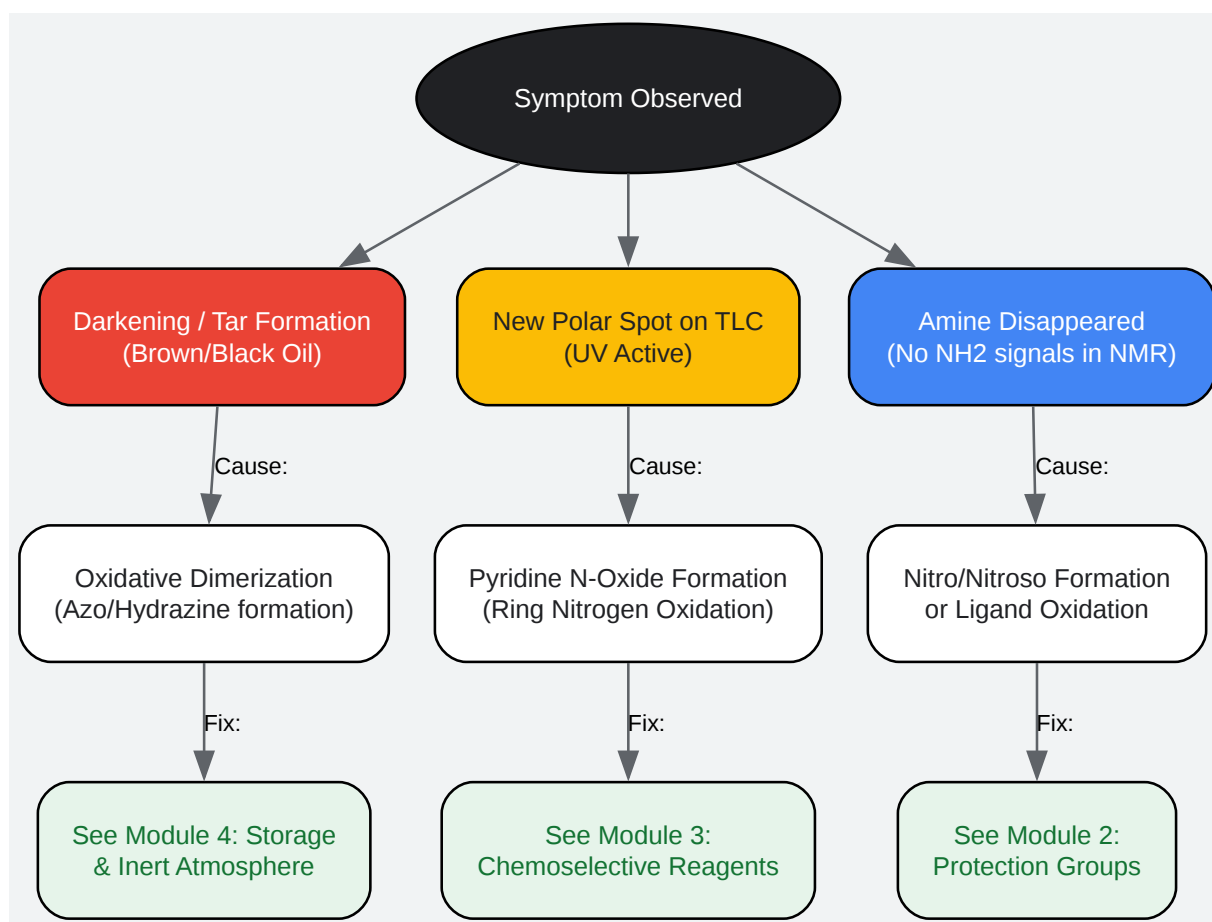 Symptom Observed
Darkening / Tar Formation
(Brown/Black Oil)
New Polar Spot on TLC
(UV Active)
Amine Disappeared
(No NH2 signals in NMR)
Cause:
Cause:
Cause:
Oxidative Dimerization
(Azo/Hydrazine formation)
Pyridine N-Oxide Formation
(Ring Nitrogen Oxidation)
Nitro/Nitroso Formation
or Ligand Oxidation
Fix:
Fix:
Fix:
See Module 4: Storage
& Inert Atmosphere
See Module 3:
Chemoselective Reagents
See Module 2:
Protection Groups